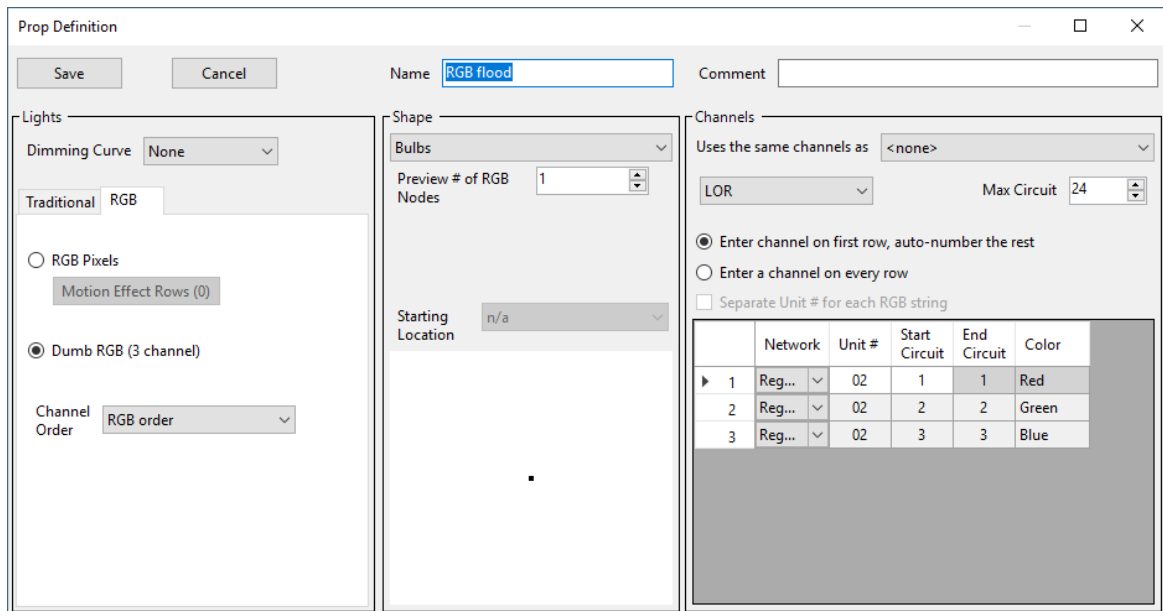 Prop Definition
Save
Cancel
Name
RGB flood
Comment
Lights
Dimming Curve
None
Traditional
RGB
RGB Pixels
Motion Effect Rows (0)
Dumb RGB (3 channel)
Channel
Order
RGB order
Shape
Bulbs
Preview # of RGB
Nodes
1
Starting
Location
n/a
Channels
Uses the same channels as
<none>
LOR
Max Circuit
24
Enter channel on first row, auto-number the rest
Enter a channel on every row
Separate Unit # for each RGB string
Network Unit # Start Circuit End Circuit Color
1 Reg... 02 1 1 Red
2 Reg... 02 2 2 Green
3 Reg... 02 3 3 Blue